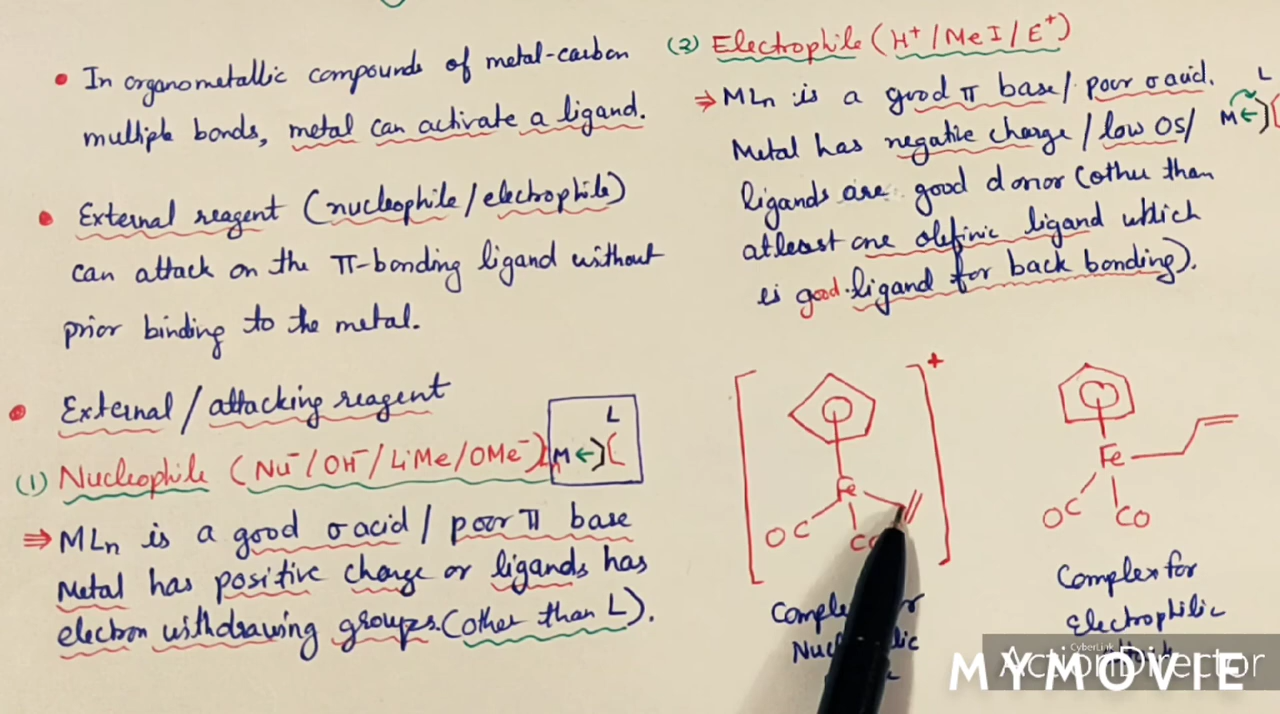 • In organometallic compounds of metal-carbon
multiple bonds, metal can activate a ligand.
• External reagent (nucleophile/electrophile)
can attack on the π-bonding ligand without
prior binding to the metal.
• External / attacking reagent
(1) Nucleophile (Nu⁻/OH⁻/LiMe/OMe⁻)
L
M←
⇒ MLn is a good σ acid / poor π base
Metal has positive charge or ligands has
electron withdrawing groups. (other than L).
(2) Electrophile (H⁺/MeI/E⁺)
⇒ MLn is a good π base / poor σ acid.
Metal has negative charge / low OS /
ligands are good donor (other than
atleast one olefinic ligand which
is good ligand for back bonding).
L
M←
+
Fe
OC
Fe
OC CO
Complex for
Electrophilic
CyberLink
ActionDirector
MYMOVIE